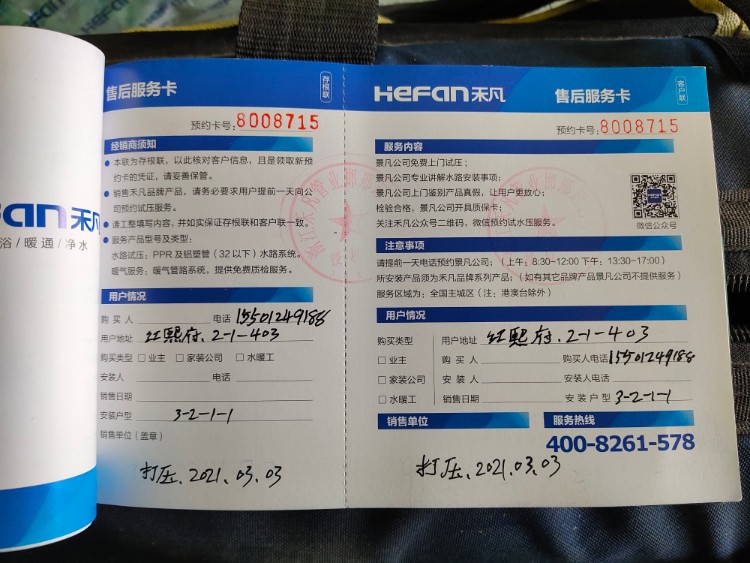 Fan禾凡
浴/暖通/净水
售后服务卡
存根联
预约卡号:8008715
经销商须知
● 本联为存根联，以此核对客户信息，且是领取新预
约卡的凭证，请妥善保管。
● 销售禾凡品牌产品，请务必要求用户提前一天向公
司预约试压服务。
● 请工整填写内容，并如实保证存根联和客户联一致。
● 服务产品型号及类型:
水路试压: PPR及铝塑管（32以下）水路系统。
暖气服务: 暖气管路系统，提供免费质检服务。
用户情况
购买人 电话 15501249188
用户地址 红熙府.2-1-403
购买类型 □ 业主 □ 家装公司 □ 水暖工
安装人 电话
销售日期
安装户型 3-2-1-1
销售单位（盖章）
打压、2021、03、03
HeFan禾凡 售后服务卡
客户联
预约卡号:8008715
服务内容
景凡公司免费上门试压；
景凡公司专业讲解水路安装事项；
景凡公司上门鉴别产品真假，让用户更放心；
检验合格，景凡公司开具质保卡；
关注禾凡公众号二维码，微信预约试水压服务。
微信公众号
注意事项
请提前一天电话预约景凡公司：（上午: 8:30-12:00 下午: 13:30-17:00）
所安装产品须为禾凡品牌系列产品；（如有其它品牌产品景凡公司不提供服务）
服务区域为: 全国主城区（注: 港澳台除外）
用户情况
购买类型 用户地址 红熙府.2-1-403
□ 业主 购买人 购买人电话 15501249188
□ 家装公司 安装人 安装人电话
□ 水暖工 销售日期 安装户型 3-2-1-1
销售单位 服务热线
400-8261-578
打压、2021、03、03